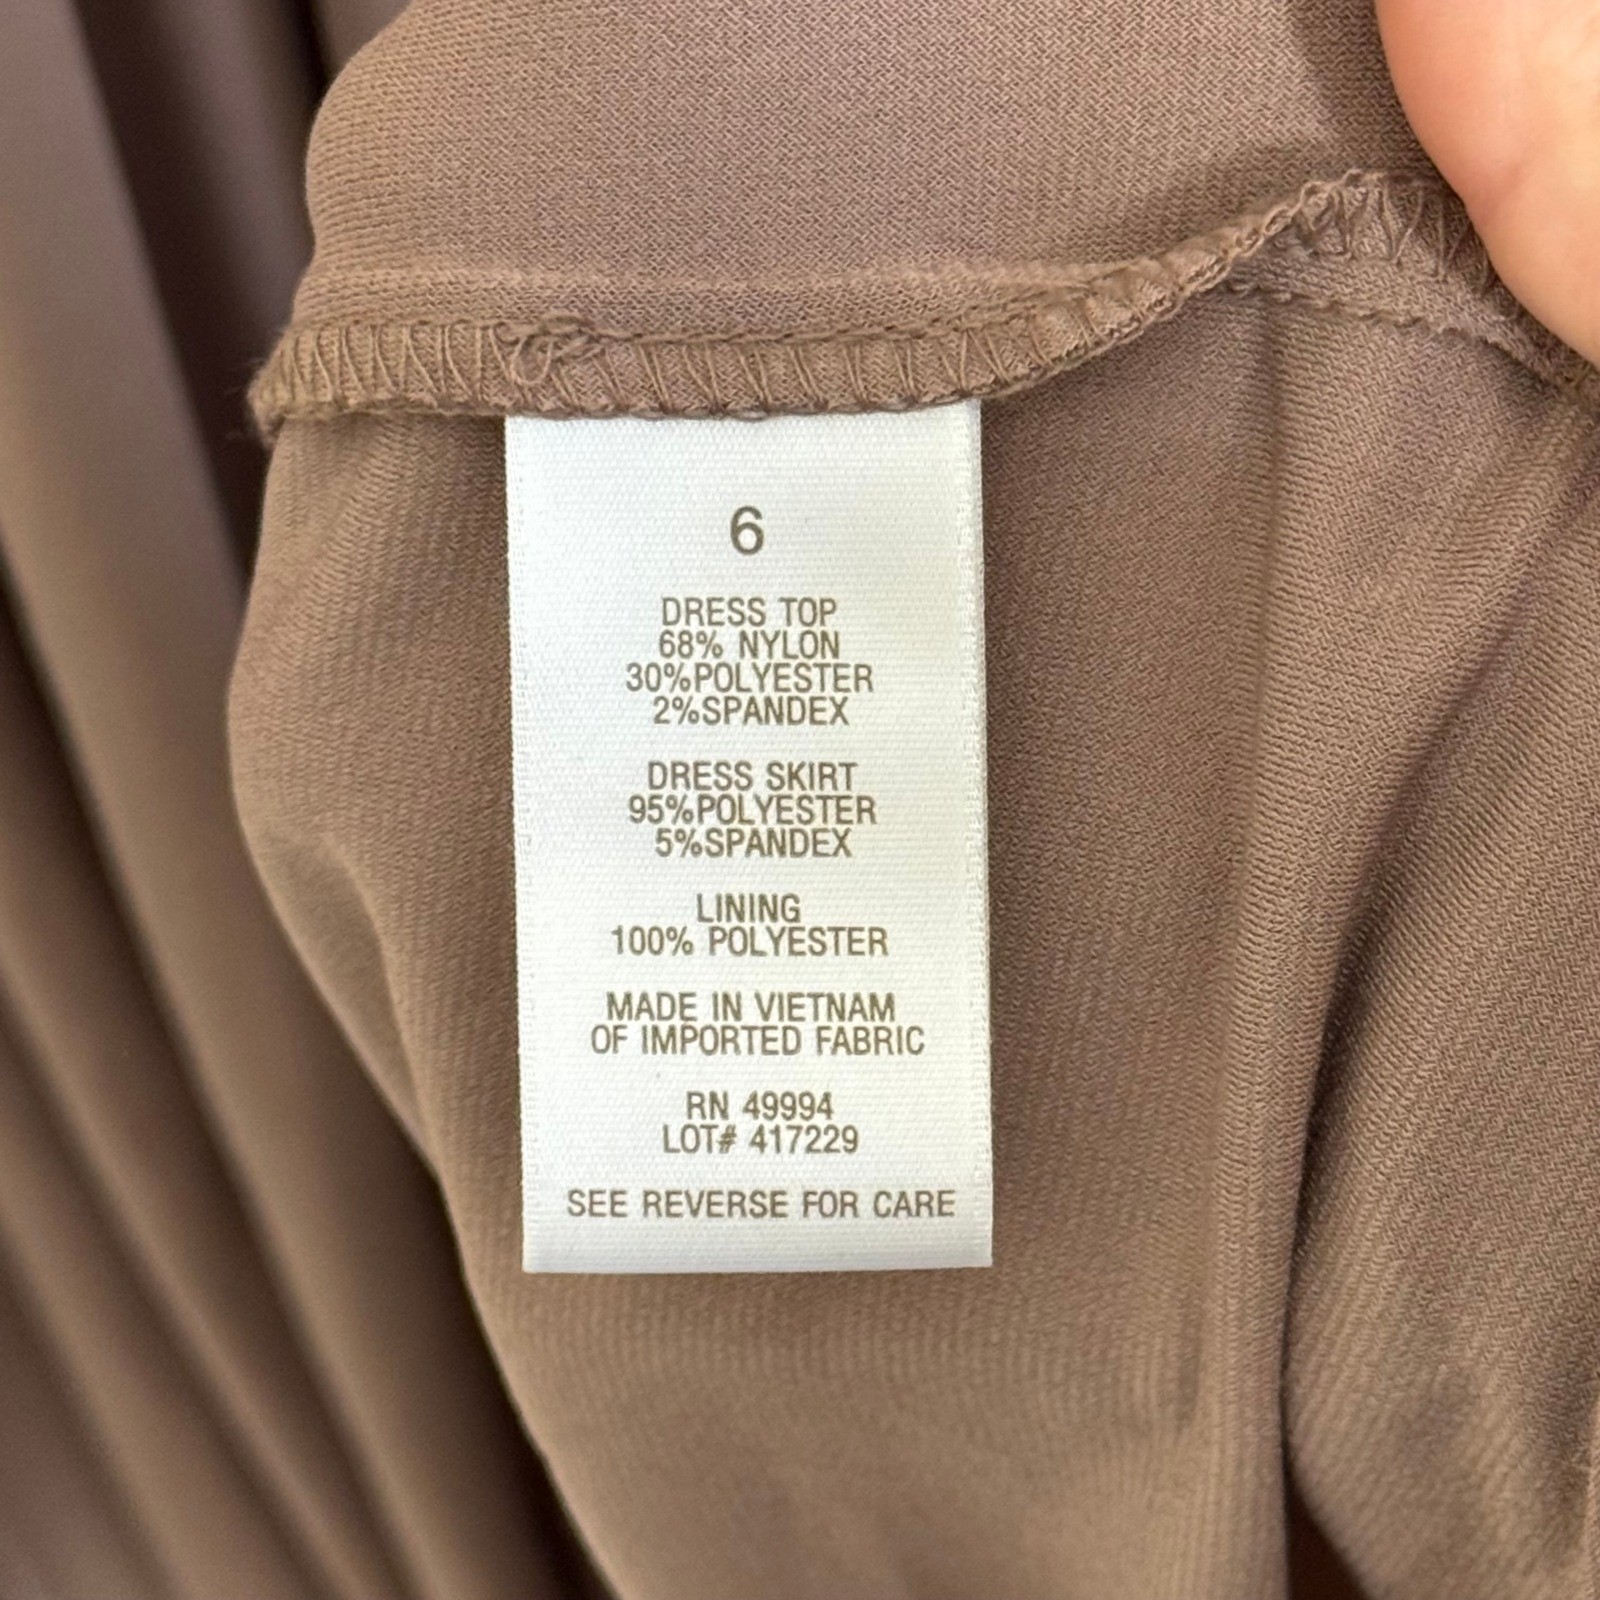 6
DRESS TOP
68% NYLON
30%POLYESTER
2%SPANDEX
DRESS SKIRT
95%POLYESTER
5%SPANDEX
LINING
100% POLYESTER
MADE IN VIETNAM
OF IMPORTED FABRIC
RN 49994
LOT# 417229
SEE REVERSE FOR CARE